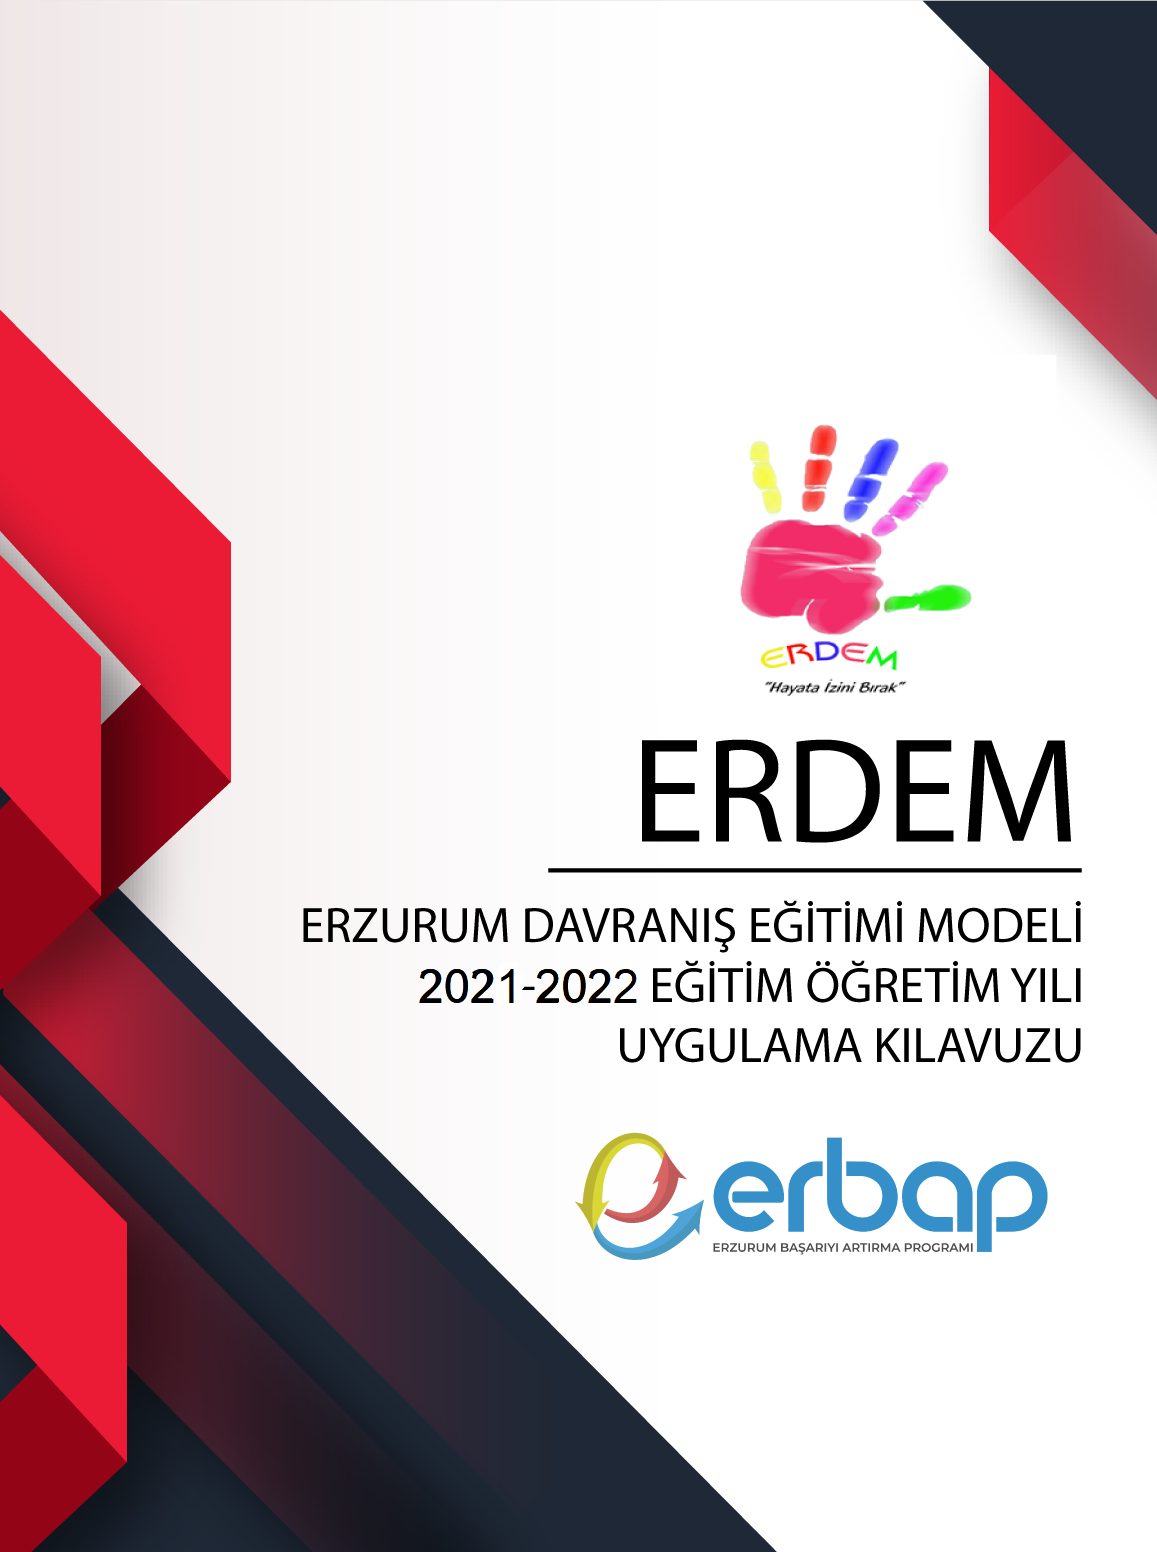 ERDEM
"Hayata İzini Bırak"
ERDEM
ERZURUM DAVRANIŞ EĞİTİMİ MODELİ
2021-2022 EĞİTİM ÖĞRETİM YILI
UYGULAMA KILAVUZU
erbap
ERZURUM BAŞARIYI ARTIRMA PROGRAMI